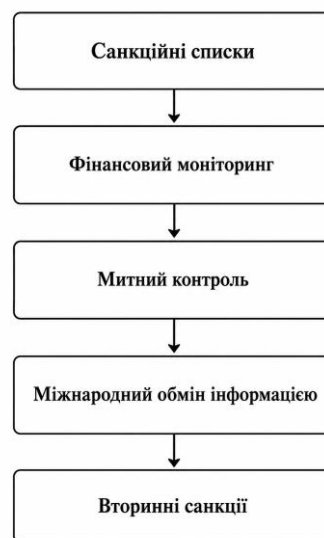 Санкційні списки
Фінансовий моніторинг
Митний контроль
Міжнародний обмін інформацією
Вторинні санкції